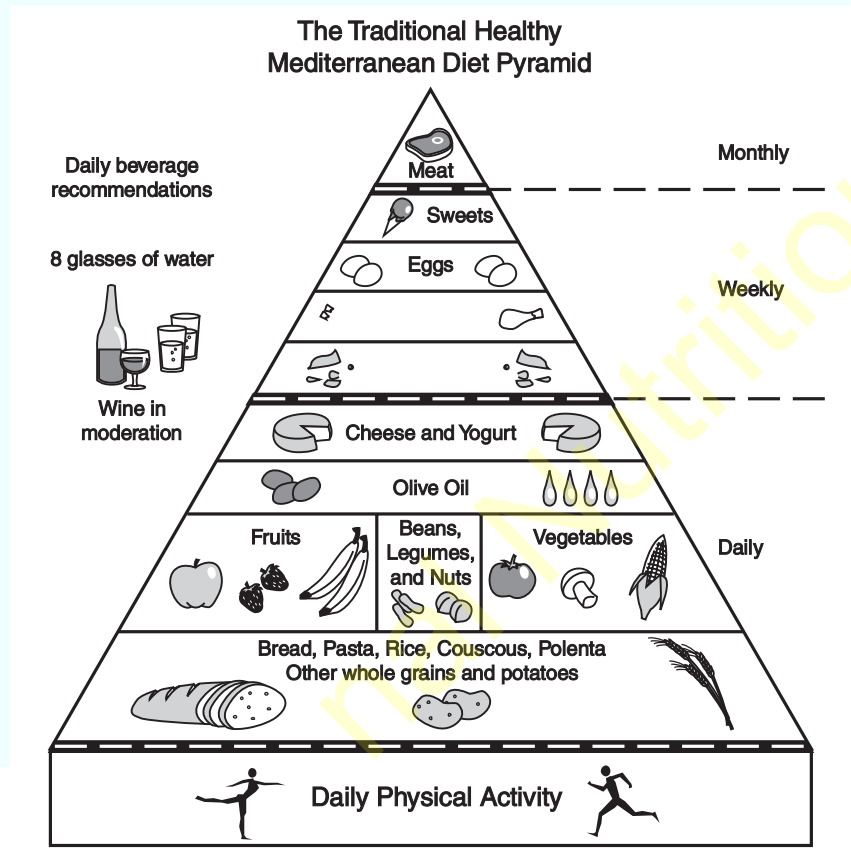 The Traditional Healthy
Mediterranean Diet Pyramid
Daily beverage
recommendations
8 glasses of water
Wine in
moderation
Meat
Monthly
Sweets
Eggs
Weekly
Cheese and Yogurt
Olive Oil
Fruits
Beans,
Legumes,
and Nuts
Vegetables
Daily
Bread, Pasta, Rice, Couscous, Polenta
Other whole grains and potatoes
Daily Physical Activity